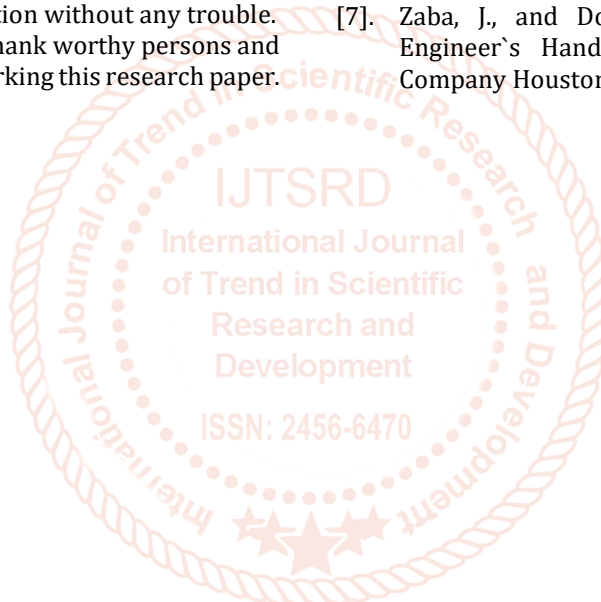 tion without any trouble.
hank worthy persons and
rking this research paper.
[7]. Zaba, J., and Do
Engineer`s Hand
Company Houston
International Journal of Trend in Scientific Research and Development
IJTSRD
International Journal
of Trend in Scientific
Research and
Development
ISSN: 2456-6470